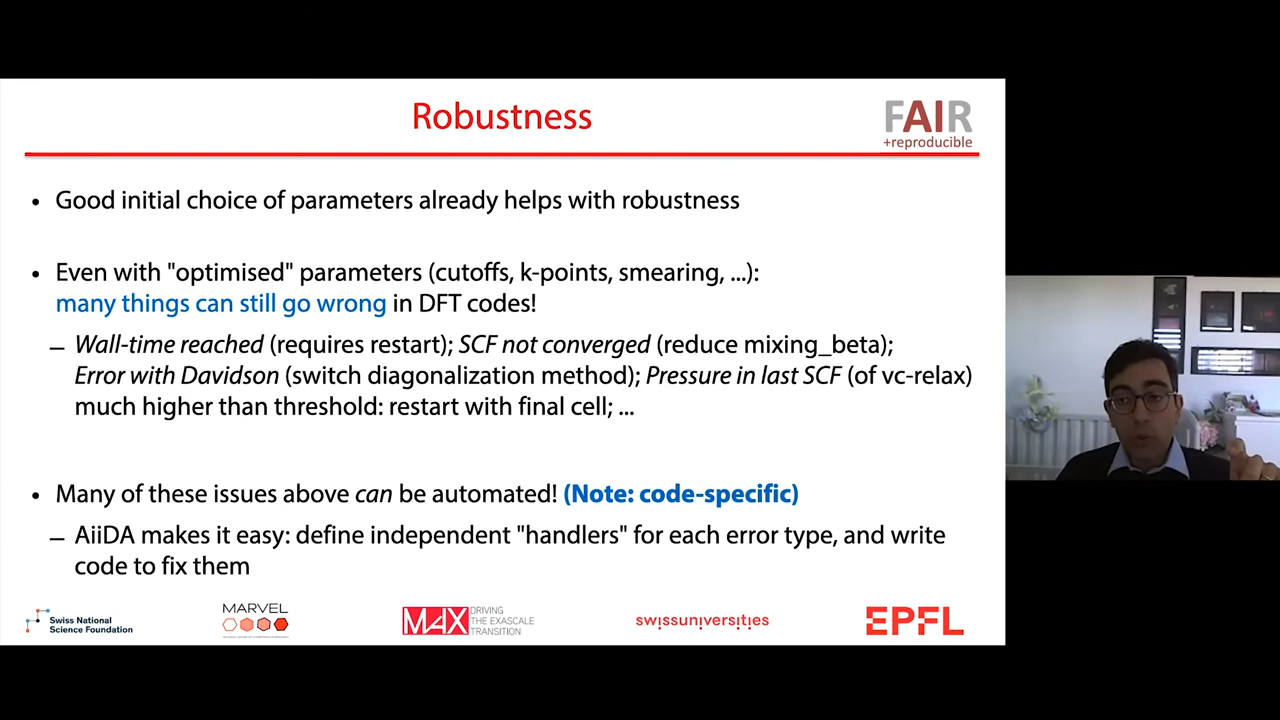 Robustness
FAIR
+reproducible
• Good initial choice of parameters already helps with robustness
• Even with "optimised" parameters (cutoffs, k-points, smearing, ...):
many things can still go wrong in DFT codes!
– Wall-time reached (requires restart); SCF not converged (reduce mixing_beta);
Error with Davidson (switch diagonalization method); Pressure in last SCF (of vc-relax)
much higher than threshold: restart with final cell; ...
• Many of these issues above can be automated! (Note: code-specific)
– AiiDA makes it easy: define independent "handlers" for each error type, and write
code to fix them
Swiss National
Science Foundation
MARVEL
MAX
DRIVING
THE EXASCALE
TRANSITION
swissuniversities
EPFL